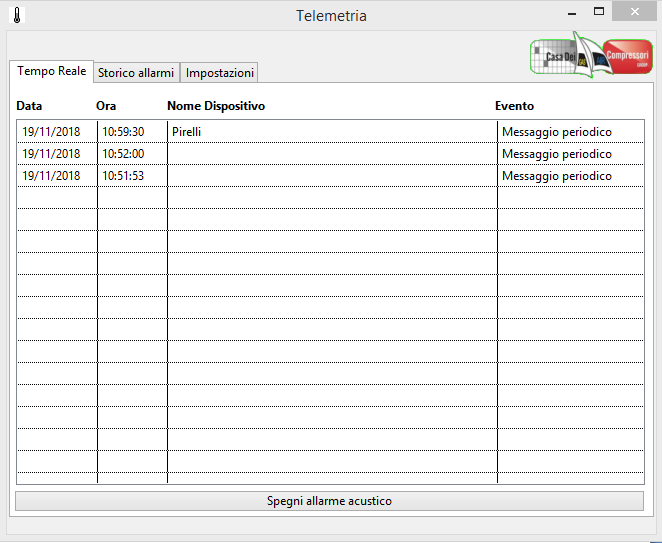 Telemetria
Casa Dei Compressori
GROUP
Tempo Reale Storico allarmi Impostazioni
Data Ora Nome Dispositivo Evento
19/11/2018 10:59:30 Pirelli Messaggio periodico
19/11/2018 10:52:00 Messaggio periodico
19/11/2018 10:51:53 Messaggio periodico
Spegni allarme acustico